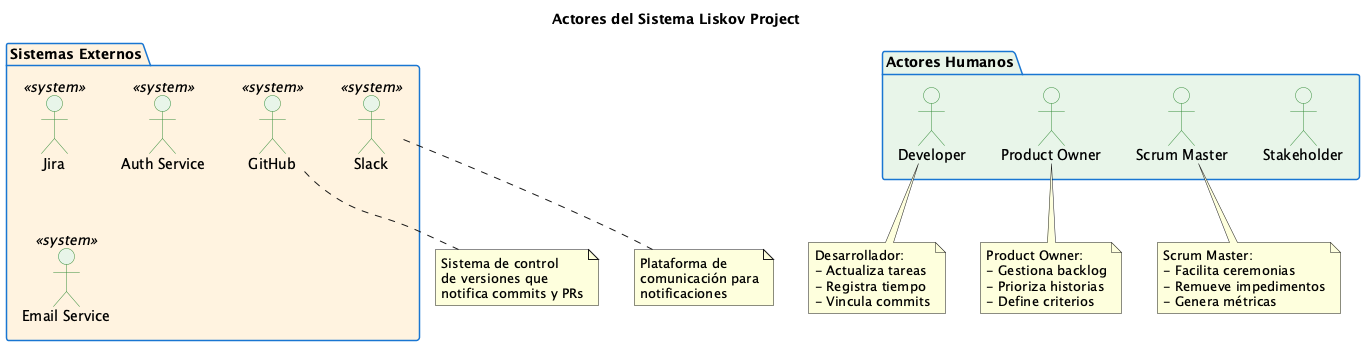 Actores del Sistema Liskov Project
Sistemas Externos
«system»
Jira
«system»
Auth Service
«system»
GitHub
«system»
Slack
«system»
Email Service
Sistema de control
de versiones que
notifica commits y PRs
Plataforma de
comunicación para
notificaciones
Actores Humanos
Developer
Product Owner
Scrum Master
Stakeholder
Desarrollador:
- Actualiza tareas
- Registra tiempo
- Vincula commits
Product Owner:
- Gestiona backlog
- Prioriza historias
- Define criterios
Scrum Master:
- Facilita ceremonias
- Remueve impedimentos
- Genera métricas